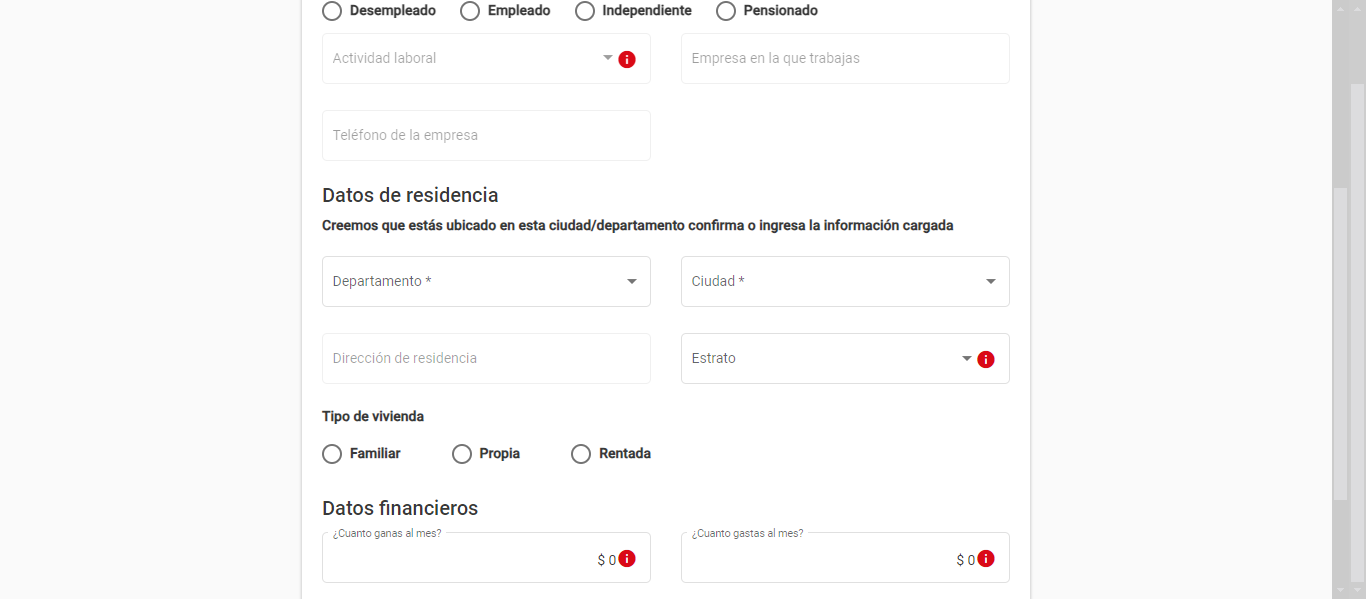 Desempleado Empleado Independiente Pensionado
Actividad laboral Empresa en la que trabajas
Teléfono de la empresa
Datos de residencia
Creemos que estás ubicado en esta ciudad/departamento confirma o ingresa la información cargada
Departamento * Ciudad *
Dirección de residencia Estrato
Tipo de vivienda
Familiar Propia Rentada
Datos financieros
¿Cuanto ganas al mes? ¿Cuanto gastas al mes?
$ 0 $ 0